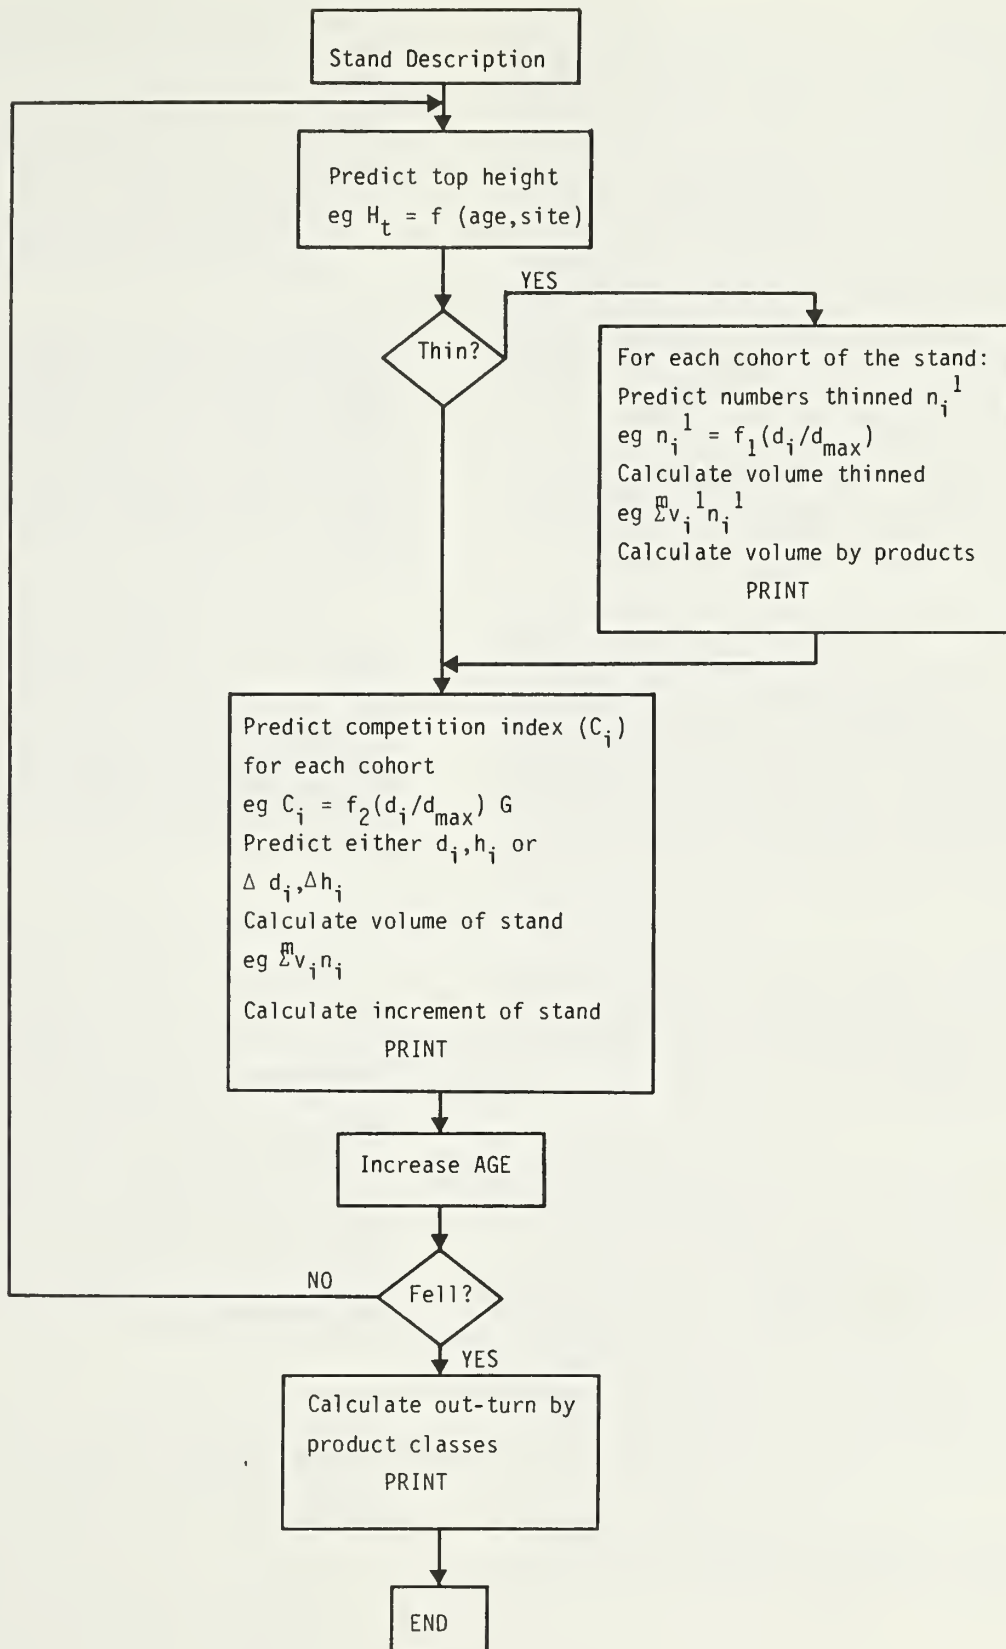 Stand Description
Predict top height
eg H_t = f (age,site)
YES
Thin?
For each cohort of the stand:
Predict numbers thinned n_i^1
eg n_i^1 = f_1(d_i/d_max)
Calculate volume thinned
eg Σ^m v_i^1 n_i^1
Calculate volume by products
PRINT
Predict competition index (C_i)
for each cohort
eg C_i = f_2(d_i/d_max) G
Predict either d_i,h_i or
Δ d_i,Δh_i
Calculate volume of stand
eg Σ^m v_i n_i
Calculate increment of stand
PRINT
Increase AGE
NO
Fell?
YES
Calculate out-turn by
product classes
PRINT
END